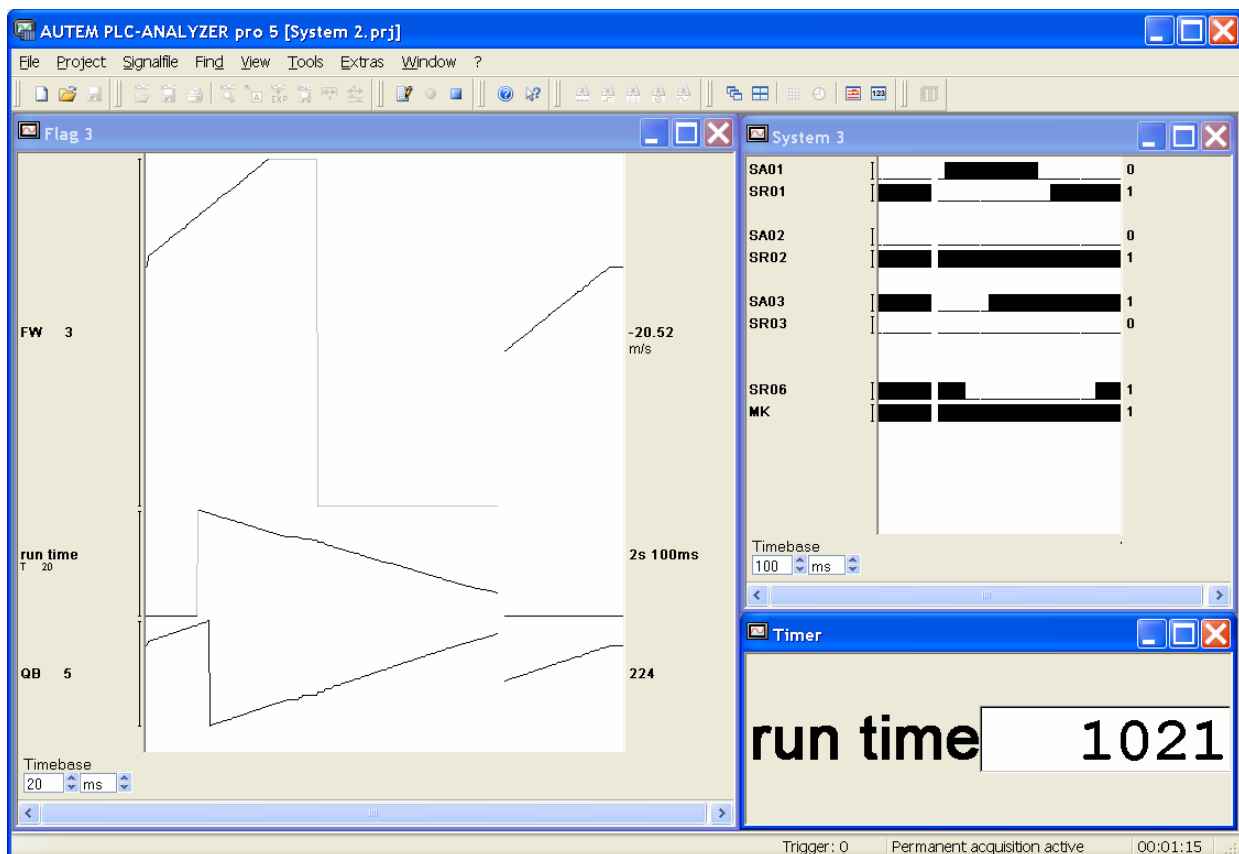 AUTEM PLC-ANALYZER pro 5 [System 2.prj]
File Project Signalfile Find View Tools Extras Window ?
EXP 123
Flag 3
FW 3
-20.52
m/s
run time
T 20
2s 100ms
QB 5
224
Timebase
20 ms
System 3
SA01 0
SR01 1
SA02 0
SR02 1
SA03 1
SR03 0
SR06 1
MK 1
Timebase
100 ms
Timer
run time 1021
Trigger: 0 Permanent acquisition active 00:01:15